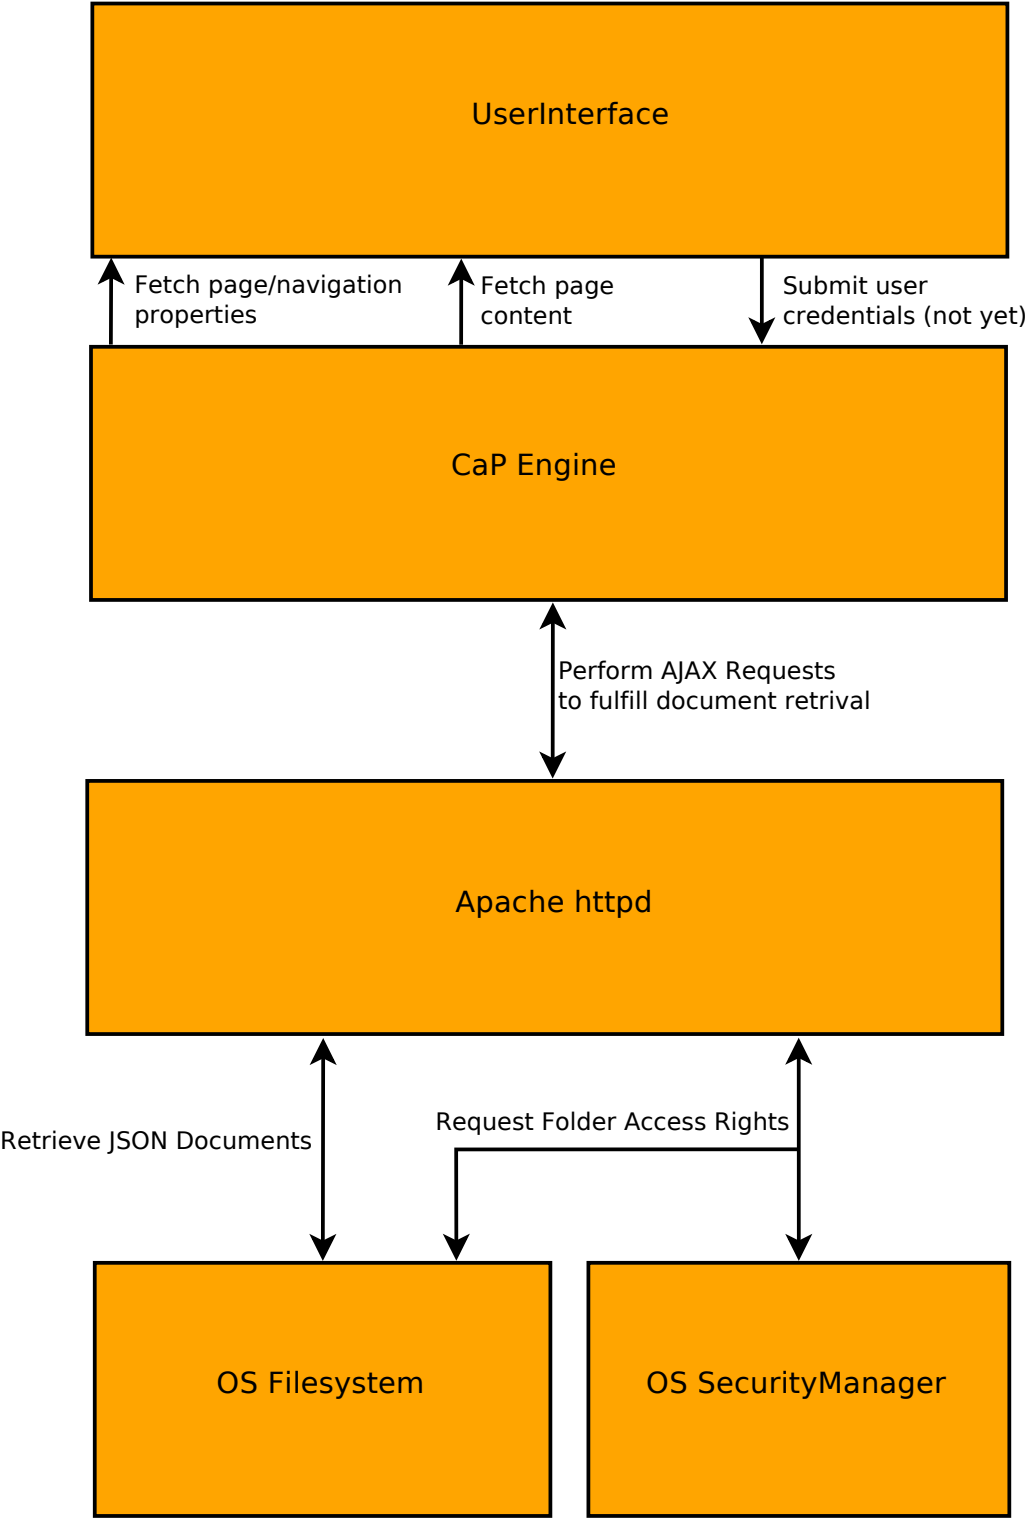 UserInterface
Fetch page/navigation
properties
Fetch page
content
Submit user
credentials (not yet)
CaP Engine
Perform AJAX Requests
to fulfill document retrival
Apache httpd
Request Folder Access Rights
Retrieve JSON Documents
OS Filesystem
OS SecurityManager